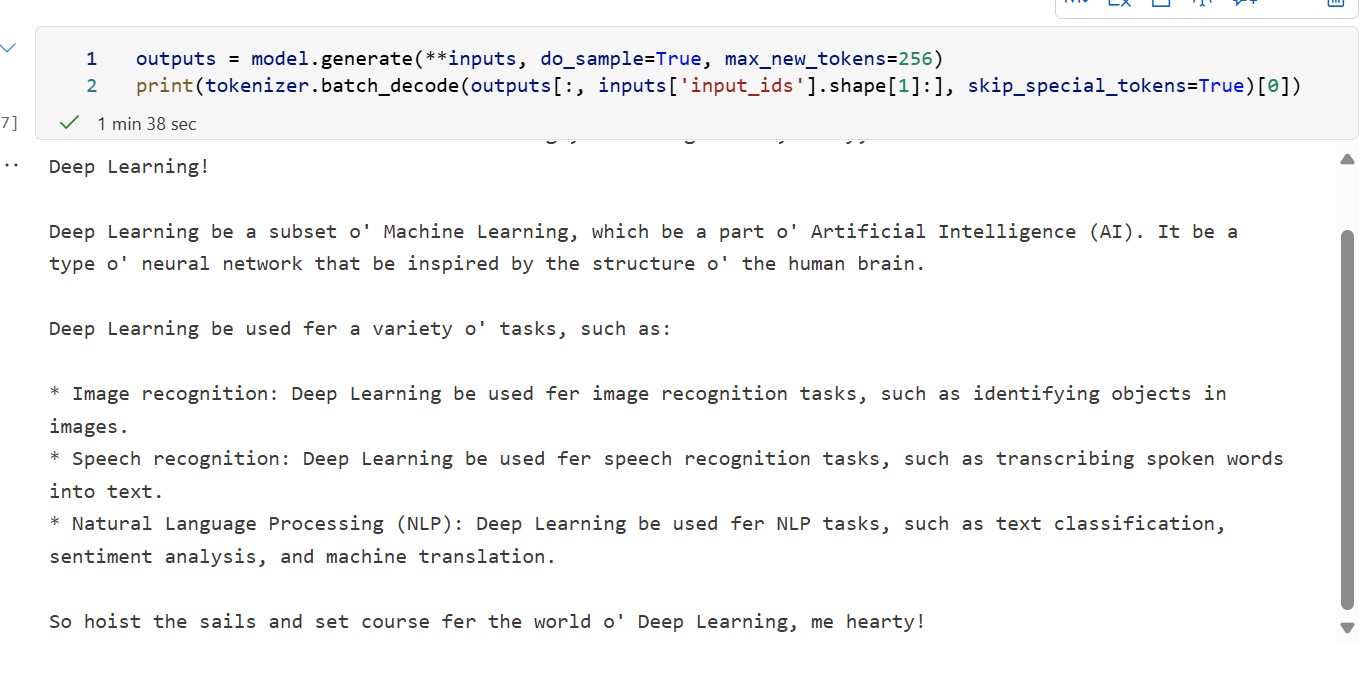 1 outputs = model.generate(**inputs, do_sample=True, max_new_tokens=256)
2 print(tokenizer.batch_decode(outputs[:, inputs['input_ids'].shape[1]:], skip_special_tokens=True)[0])
7] 1 min 38 sec
Deep Learning!
Deep Learning be a subset o' Machine Learning, which be a part o' Artificial Intelligence (AI). It be a
type o' neural network that be inspired by the structure o' the human brain.
Deep Learning be used fer a variety o' tasks, such as:
* Image recognition: Deep Learning be used fer image recognition tasks, such as identifying objects in
images.
* Speech recognition: Deep Learning be used fer speech recognition tasks, such as transcribing spoken words
into text.
* Natural Language Processing (NLP): Deep Learning be used fer NLP tasks, such as text classification,
sentiment analysis, and machine translation.
So hoist the sails and set course fer the world o' Deep Learning, me hearty!